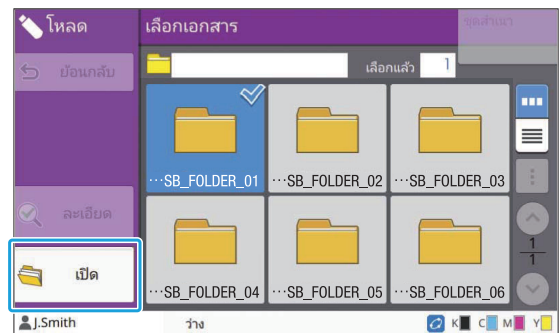 โหลด
เลือกเอกสาร
ชุดสำเนา
ย้อนกลับ
เลือกแล้ว 1
···SB_FOLDER_01
···SB_FOLDER_02
···SB_FOLDER_03
ละเอียด
1
1
เปิด
···SB_FOLDER_04
···SB_FOLDER_05
···SB_FOLDER_06
J.Smith
ว่าง
K C M Y